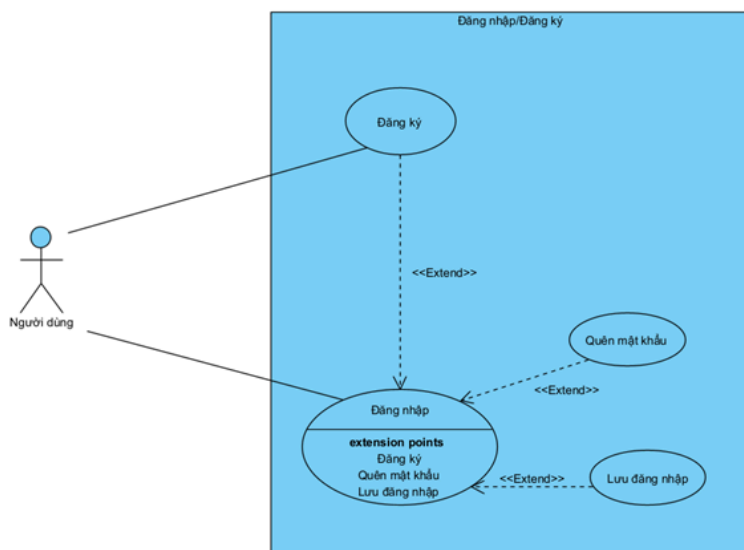 Đăng nhập/Đăng ký
Đăng ký
<<Extend>>
Người dùng
Quên mật khẩu
<<Extend>>
Đăng nhập
extension points
Đăng ký
Quên mật khẩu
Lưu đăng nhập
<<Extend>>
Lưu đăng nhập